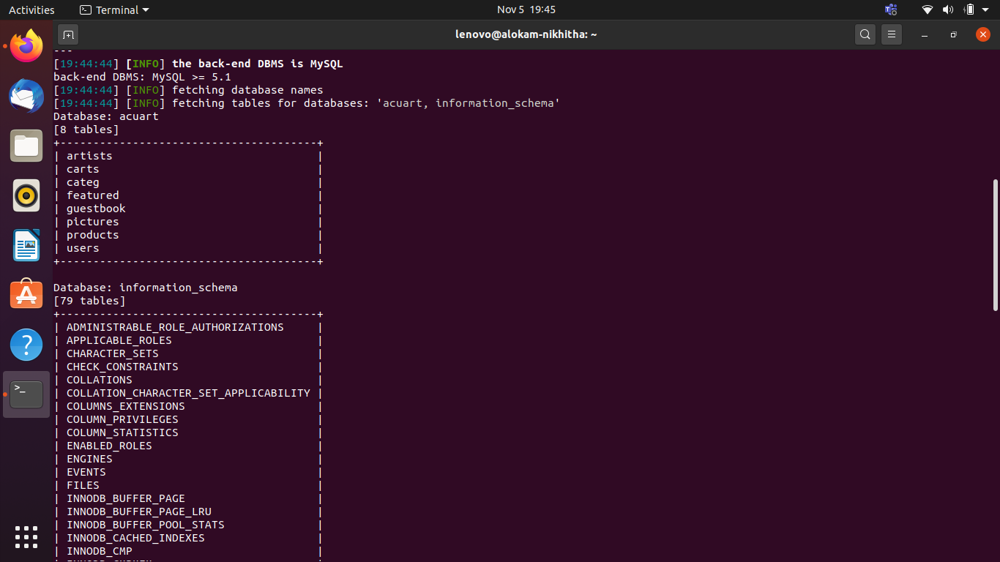 Activities Terminal Nov 5 19:45
lenovo@alokam-nikhitha: ~
---
[19:44:44] [INFO] the back-end DBMS is MySQL
back-end DBMS: MySQL >= 5.1
[19:44:44] [INFO] fetching database names
[19:44:44] [INFO] fetching tables for databases: 'acuart, information_schema'
Database: acuart
[8 tables]
+---------------------------------------+
| artists                               |
| carts                                 |
| categ                                 |
| featured                              |
| guestbook                             |
| pictures                              |
| products                              |
| users                                 |
+---------------------------------------+

Database: information_schema
[79 tables]
+---------------------------------------+
| ADMINISTRABLE_ROLE_AUTHORIZATIONS     |
| APPLICABLE_ROLES                      |
| CHARACTER_SETS                        |
| CHECK_CONSTRAINTS                     |
| COLLATIONS                            |
| COLLATION_CHARACTER_SET_APPLICABILITY |
| COLUMNS_EXTENSIONS                    |
| COLUMN_PRIVILEGES                     |
| COLUMN_STATISTICS                     |
| ENABLED_ROLES                         |
| ENGINES                               |
| EVENTS                                |
| FILES                                 |
| INNODB_BUFFER_PAGE                    |
| INNODB_BUFFER_PAGE_LRU                |
| INNODB_BUFFER_POOL_STATS              |
| INNODB_CACHED_INDEXES                 |
| INNODB_CMP                            |